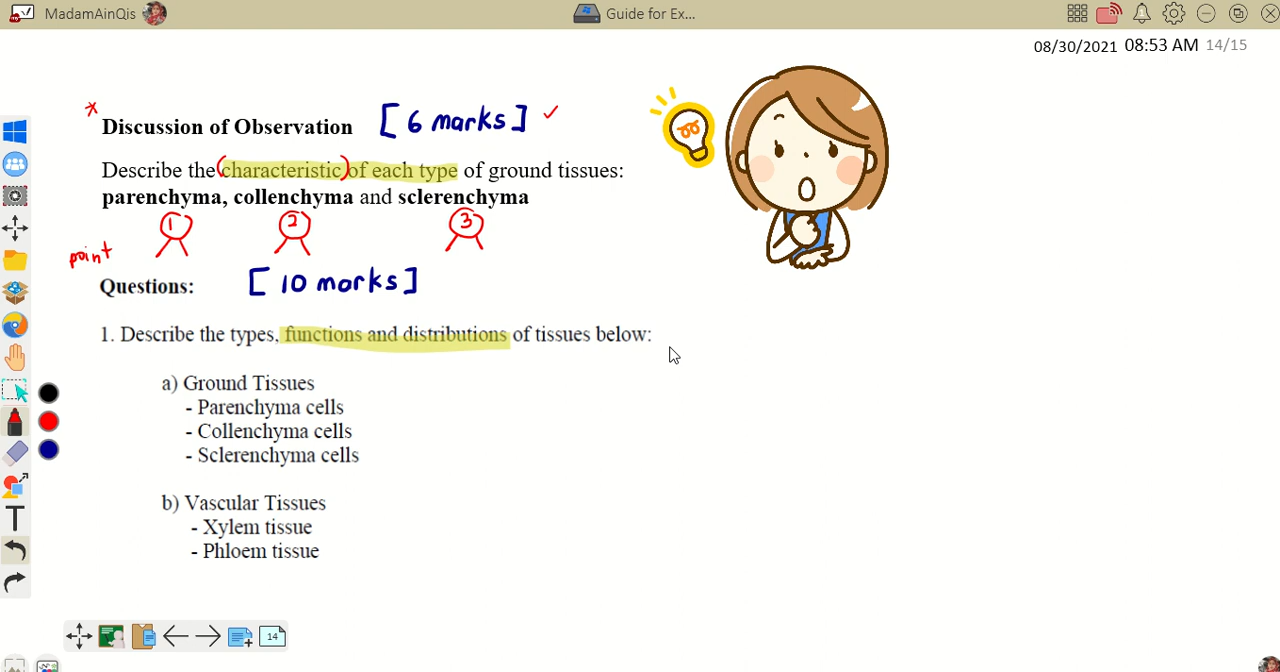 MadamAinQis
Guide for Ex...
08/30/2021 08:53 AM 14/15
* Discussion of Observation [6 marks] ✓
Describe the (characteristic) of each type of ground tissues:
parenchyma, collenchyma and sclerenchyma
1 2 3
point
Questions: [10 marks]
1. Describe the types, functions and distributions of tissues below:
a) Ground Tissues
- Parenchyma cells
- Collenchyma cells
- Sclerenchyma cells
b) Vascular Tissues
- Xylem tissue
- Phloem tissue
T
14